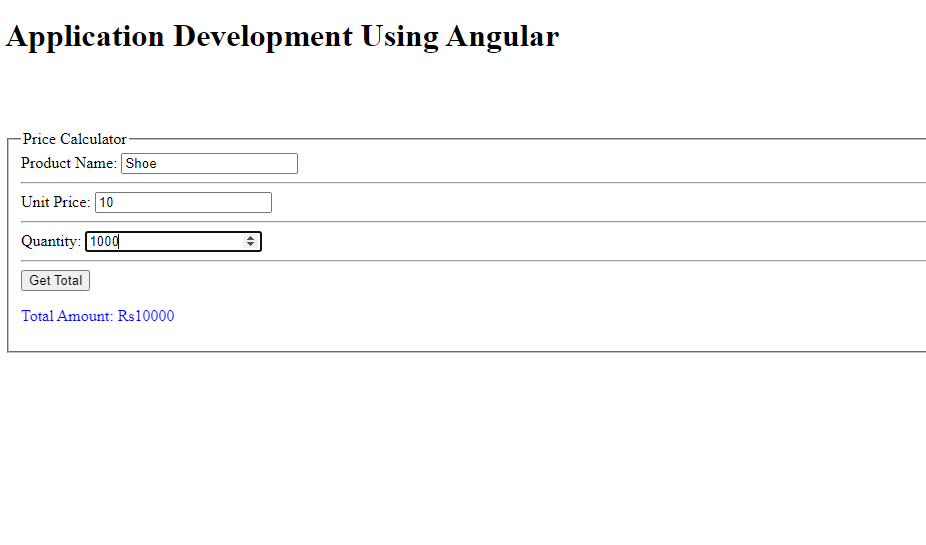 Application Development Using Angular
Price Calculator
Product Name: Shoe
Unit Price: 10
Quantity: 1000
Get Total
Total Amount: Rs10000